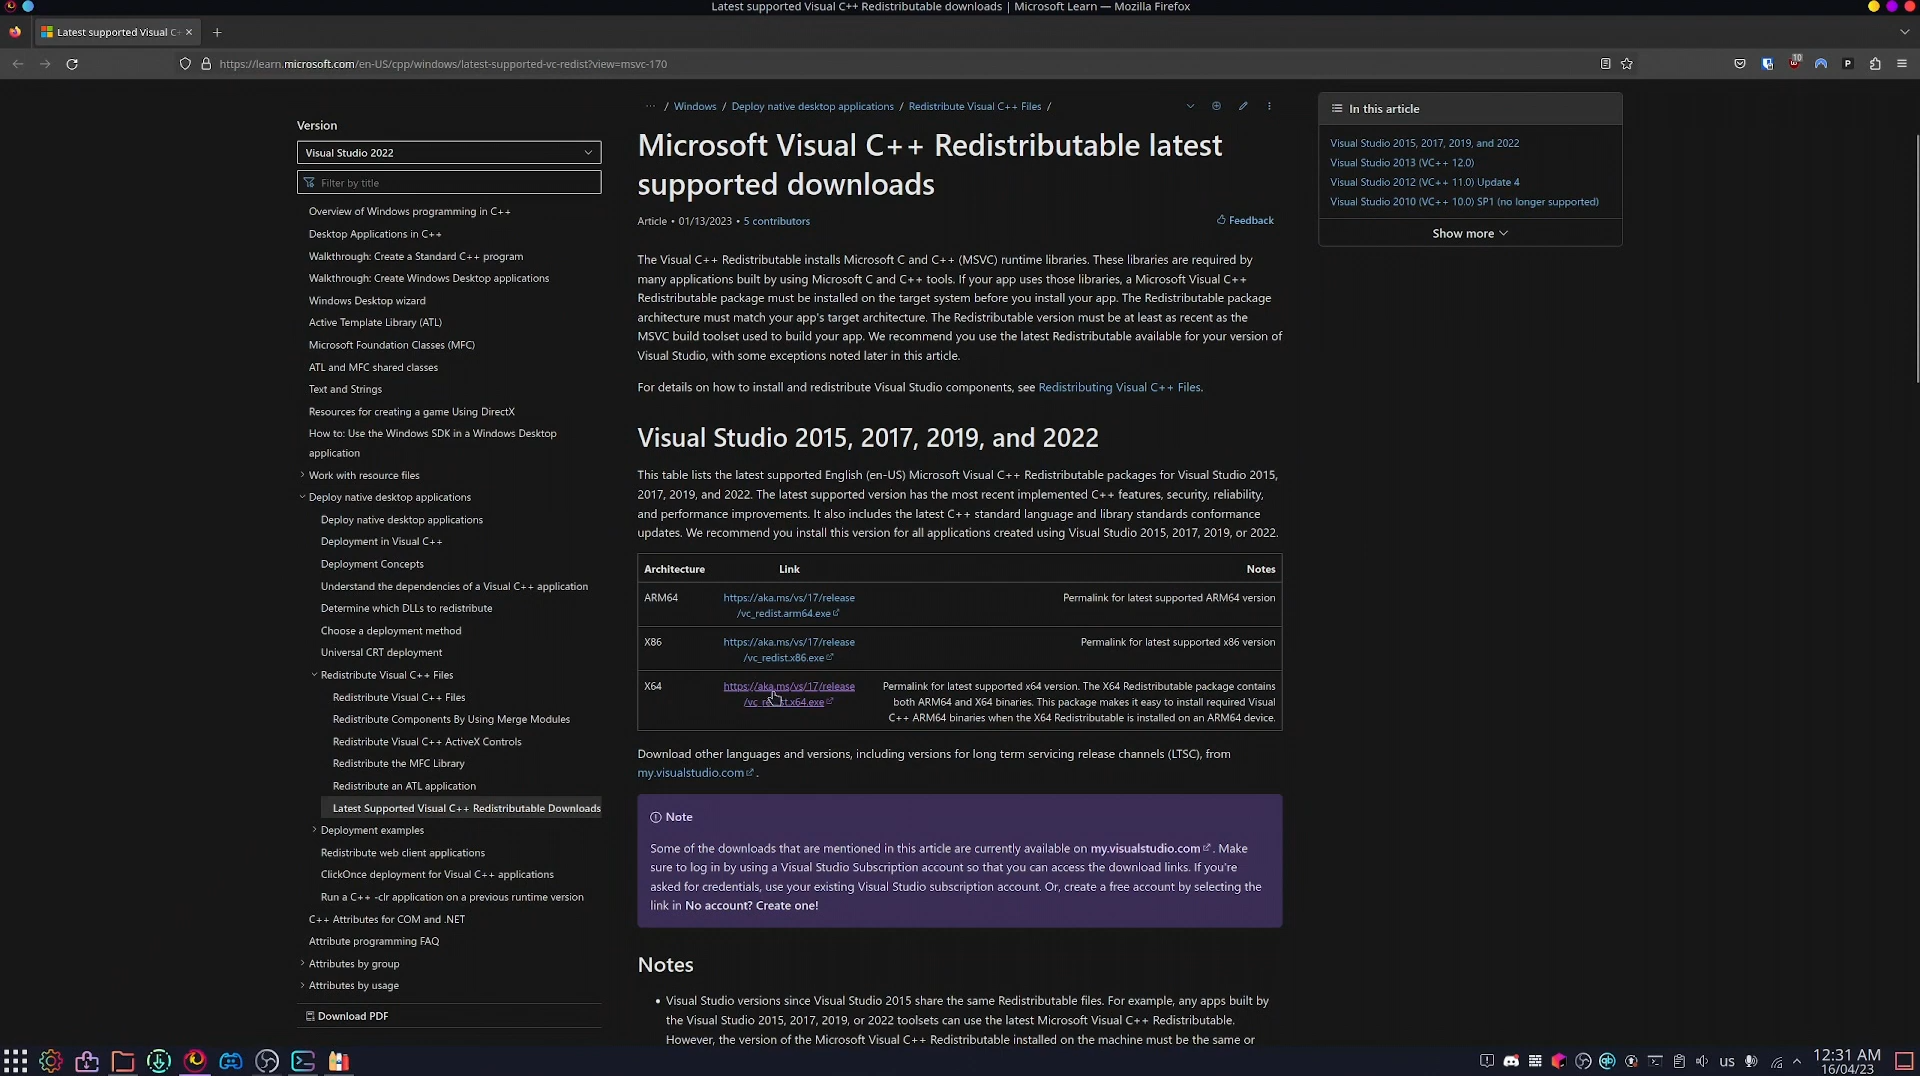 Latest supported Visual C++ Redistributable downloads | Microsoft Learn — Mozilla Firefox
Latest supported Visual C
https://learn.microsoft.com/en-US/cpp/windows/latest-supported-vc-redist?view=msvc-170
10
P
Version
Visual Studio 2022
Filter by title
Overview of Windows programming in C++
Desktop Applications in C++
Walkthrough: Create a Standard C++ program
Walkthrough: Create Windows Desktop applications
Windows Desktop wizard
Active Template Library (ATL)
Microsoft Foundation Classes (MFC)
ATL and MFC shared classes
Text and Strings
Resources for creating a game Using DirectX
How to: Use the Windows SDK in a Windows Desktop
application
Work with resource files
Deploy native desktop applications
Deploy native desktop applications
Deployment in Visual C++
Deployment Concepts
Understand the dependencies of a Visual C++ application
Determine which DLLs to redistribute
Choose a deployment method
Universal CRT deployment
Redistribute Visual C++ Files
Redistribute Visual C++ Files
Redistribute Components By Using Merge Modules
Redistribute Visual C++ ActiveX Controls
Redistribute the MFC Library
Redistribute an ATL application
Latest Supported Visual C++ Redistributable Downloads
Deployment examples
Redistribute web client applications
ClickOnce deployment for Visual C++ applications
Run a C++ -clr application on a previous runtime version
C++ Attributes for COM and .NET
Attribute programming FAQ
Attributes by group
Attributes by usage
Download PDF
... / Windows / Deploy native desktop applications / Redistribute Visual C++ Files /
Microsoft Visual C++ Redistributable latest
supported downloads
Article • 01/13/2023 • 5 contributors
Feedback
The Visual C++ Redistributable installs Microsoft C and C++ (MSVC) runtime libraries. These libraries are required by
many applications built by using Microsoft C and C++ tools. If your app uses those libraries, a Microsoft Visual C++
Redistributable package must be installed on the target system before you install your app. The Redistributable package
architecture must match your app's target architecture. The Redistributable version must be at least as recent as the
MSVC build toolset used to build your app. We recommend you use the latest Redistributable available for your version of
Visual Studio, with some exceptions noted later in this article.
For details on how to install and redistribute Visual Studio components, see Redistributing Visual C++ Files.
Visual Studio 2015, 2017, 2019, and 2022
This table lists the latest supported English (en-US) Microsoft Visual C++ Redistributable packages for Visual Studio 2015,
2017, 2019, and 2022. The latest supported version has the most recent implemented C++ features, security, reliability,
and performance improvements. It also includes the latest C++ standard language and library standards conformance
updates. We recommend you install this version for all applications created using Visual Studio 2015, 2017, 2019, or 2022.
Architecture Link Notes
ARM64 https://aka.ms/vs/17/release Permalink for latest supported ARM64 version
/vc_redist.arm64.exe
X86 https://aka.ms/vs/17/release Permalink for latest supported x86 version
/vc_redist.x86.exe
X64 https://aka.ms/vs/17/release Permalink for latest supported x64 version. The X64 Redistributable package contains
/vc_redist.x64.exe both ARM64 and X64 binaries. This package makes it easy to install required Visual
C++ ARM64 binaries when the X64 Redistributable is installed on an ARM64 device.
Download other languages and versions, including versions for long term servicing release channels (LTSC), from
my.visualstudio.com .
Note
Some of the downloads that are mentioned in this article are currently available on my.visualstudio.com . Make
sure to log in by using a Visual Studio Subscription account so that you can access the download links. If you're
asked for credentials, use your existing Visual Studio subscription account. Or, create a free account by selecting the
link in No account? Create one!
Notes
• Visual Studio versions since Visual Studio 2015 share the same Redistributable files. For example, any apps built by
the Visual Studio 2015, 2017, 2019, or 2022 toolsets can use the latest Microsoft Visual C++ Redistributable.
However, the version of the Microsoft Visual C++ Redistributable installed on the machine must be the same or
In this article
Visual Studio 2015, 2017, 2019, and 2022
Visual Studio 2013 (VC++ 12.0)
Visual Studio 2012 (VC++ 11.0) Update 4
Visual Studio 2010 (VC++ 10.0) SP1 (no longer supported)
Show more
us
12:31 AM
16/04/23